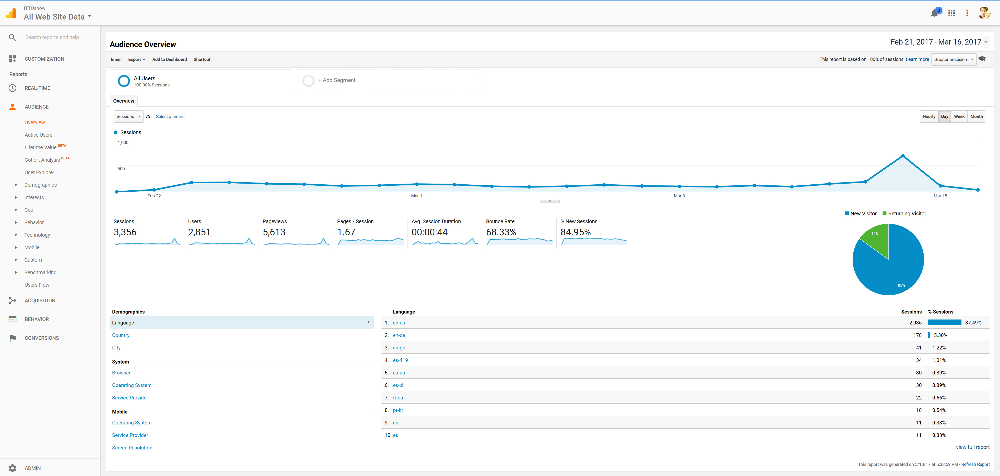 ITTOshow
All Web Site Data
3
Search reports and help
CUSTOMIZATION
Reports
REAL-TIME
AUDIENCE
Overview
Active Users
Lifetime Value BETA
Cohort Analysis BETA
User Explorer
Demographics
Interests
Geo
Behavior
Technology
Mobile
Custom
Benchmarking
Users Flow
ACQUISITION
BEHAVIOR
CONVERSIONS
ADMIN
Audience Overview
Feb 21, 2017 - Mar 16, 2017
Email Export Add to Dashboard Shortcut
This report is based on 100% of sessions. Learn more Greater precision
All Users
100.00% Sessions
+ Add Segment
Overview
Sessions VS. Select a metric
Hourly Day Week Month
Sessions
1,000
500
Feb 22 Mar 1 Mar 8 Mar 15
New Visitor Returning Visitor
Sessions
3,356
Users
2,851
Pageviews
5,613
Pages / Session
1.67
Avg. Session Duration
00:00:44
Bounce Rate
68.33%
% New Sessions
84.95%
15%
85%
Demographics
Language
Country
City
System
Browser
Operating System
Service Provider
Mobile
Operating System
Service Provider
Screen Resolution
Language Sessions % Sessions
1. en-us 2,936 87.49%
2. en-ca 178 5.30%
3. en-gb 41 1.22%
4. es-419 34 1.01%
5. es-us 30 0.89%
6. es-xl 30 0.89%
7. fr-ca 22 0.66%
8. pt-br 18 0.54%
9. en 11 0.33%
10. es 11 0.33%
view full report
This report was generated on 5/10/17 at 5:38:59 PM - Refresh Report